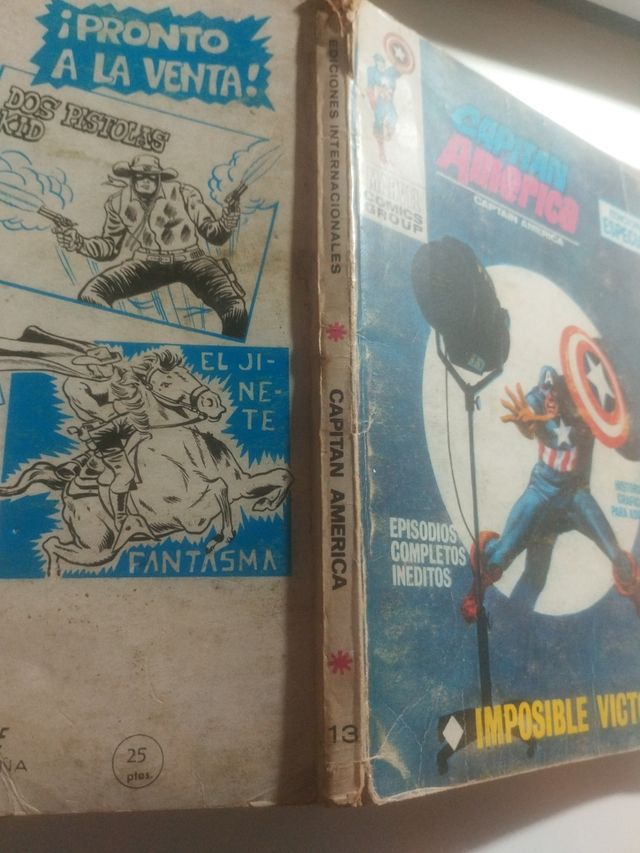 ¡PRONTO
A LA VENTA!
DOS PISTOLAS
KID
EL JI-
NE-
TE
FANTASMA
25
ptas.
EDICIONES INTERNACIONALES
*
CAPITAN AMERICA
*
13
COMICS
GROUP
CAPITAN
AMERICA
CAPTAIN AMERICA
EPISODIOS
COMPLETOS
INEDITOS
IMPOSIBLE